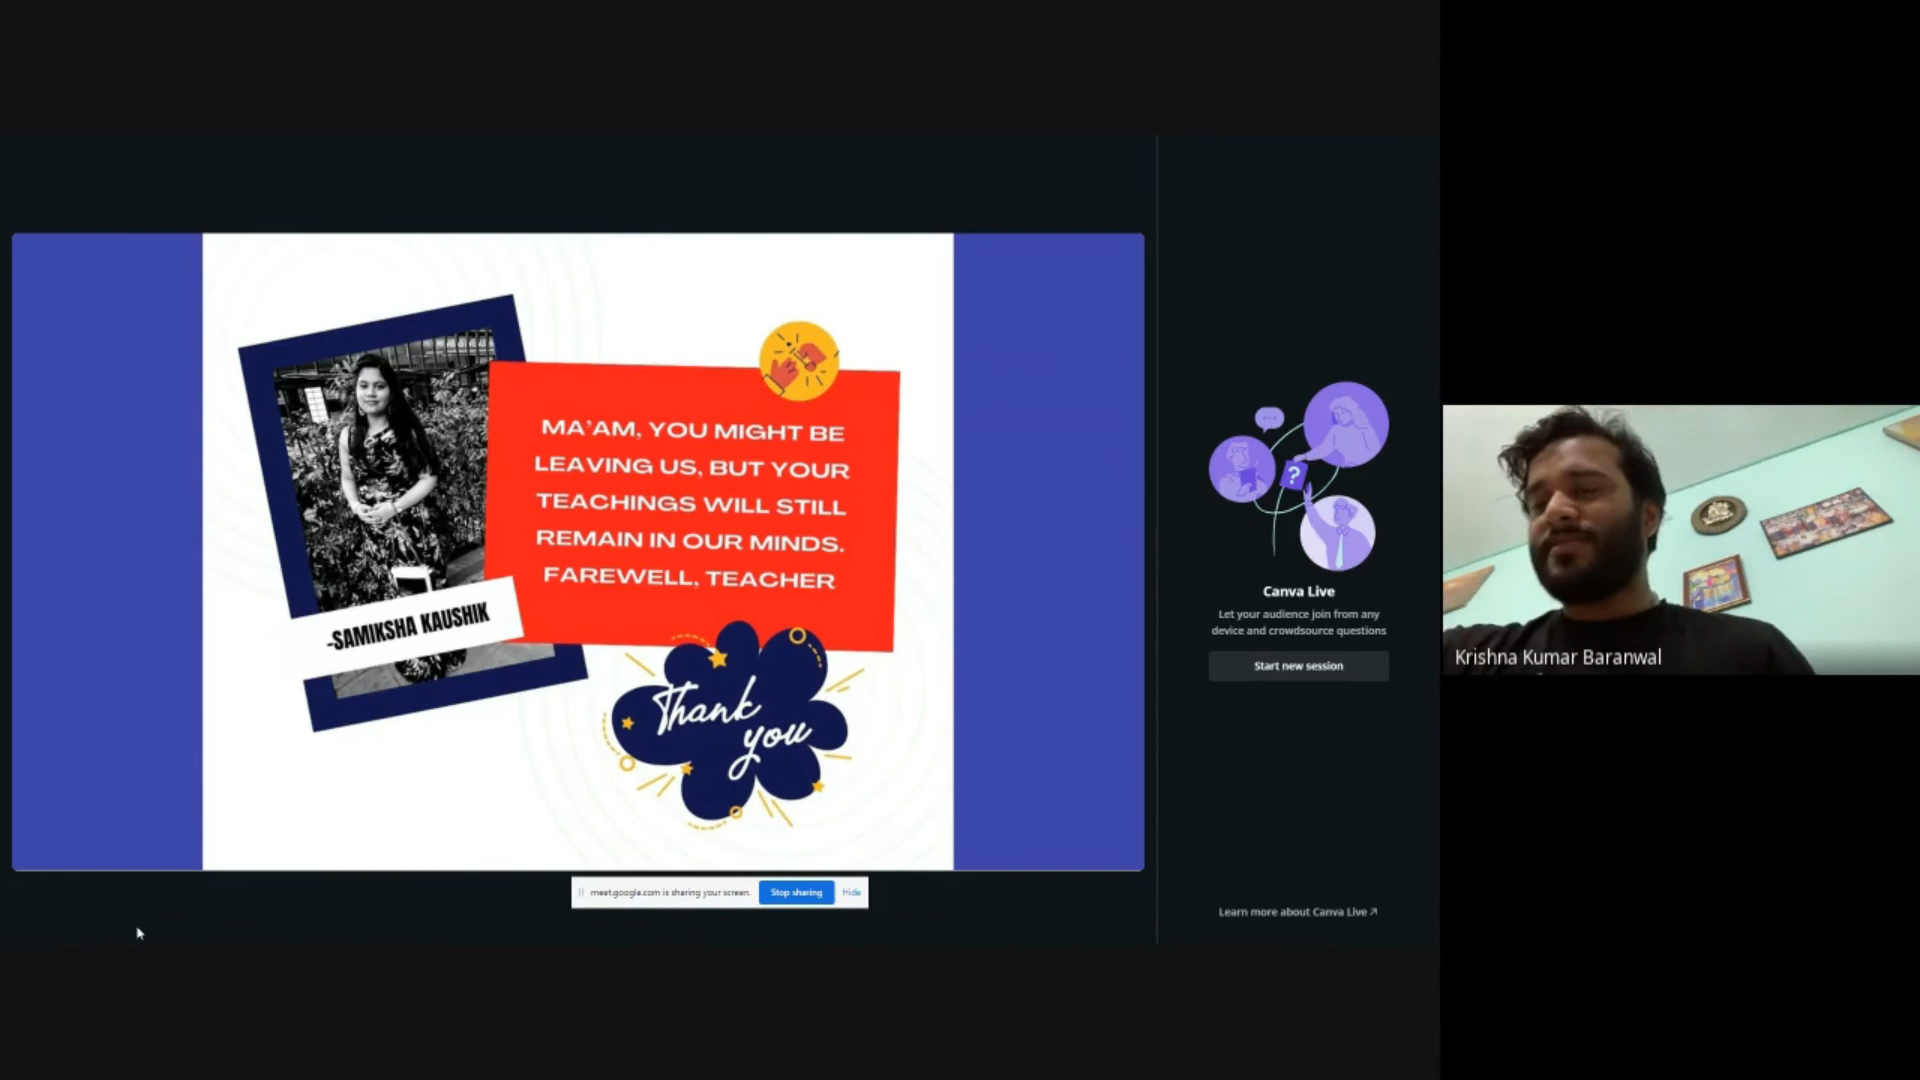 MA'AM, YOU MIGHT BE
LEAVING US, BUT YOUR
TEACHINGS WILL STILL
REMAIN IN OUR MINDS.
FAREWELL, TEACHER
-SAMIKSHA KAUSHIK
Thank
you
meet.google.com is sharing your screen.
Stop sharing
Hide
?
Canva Live
Let your audience join from any
device and crowdsource questions
Start new session
Learn more about Canva Live ↗
Krishna Kumar Baranwal